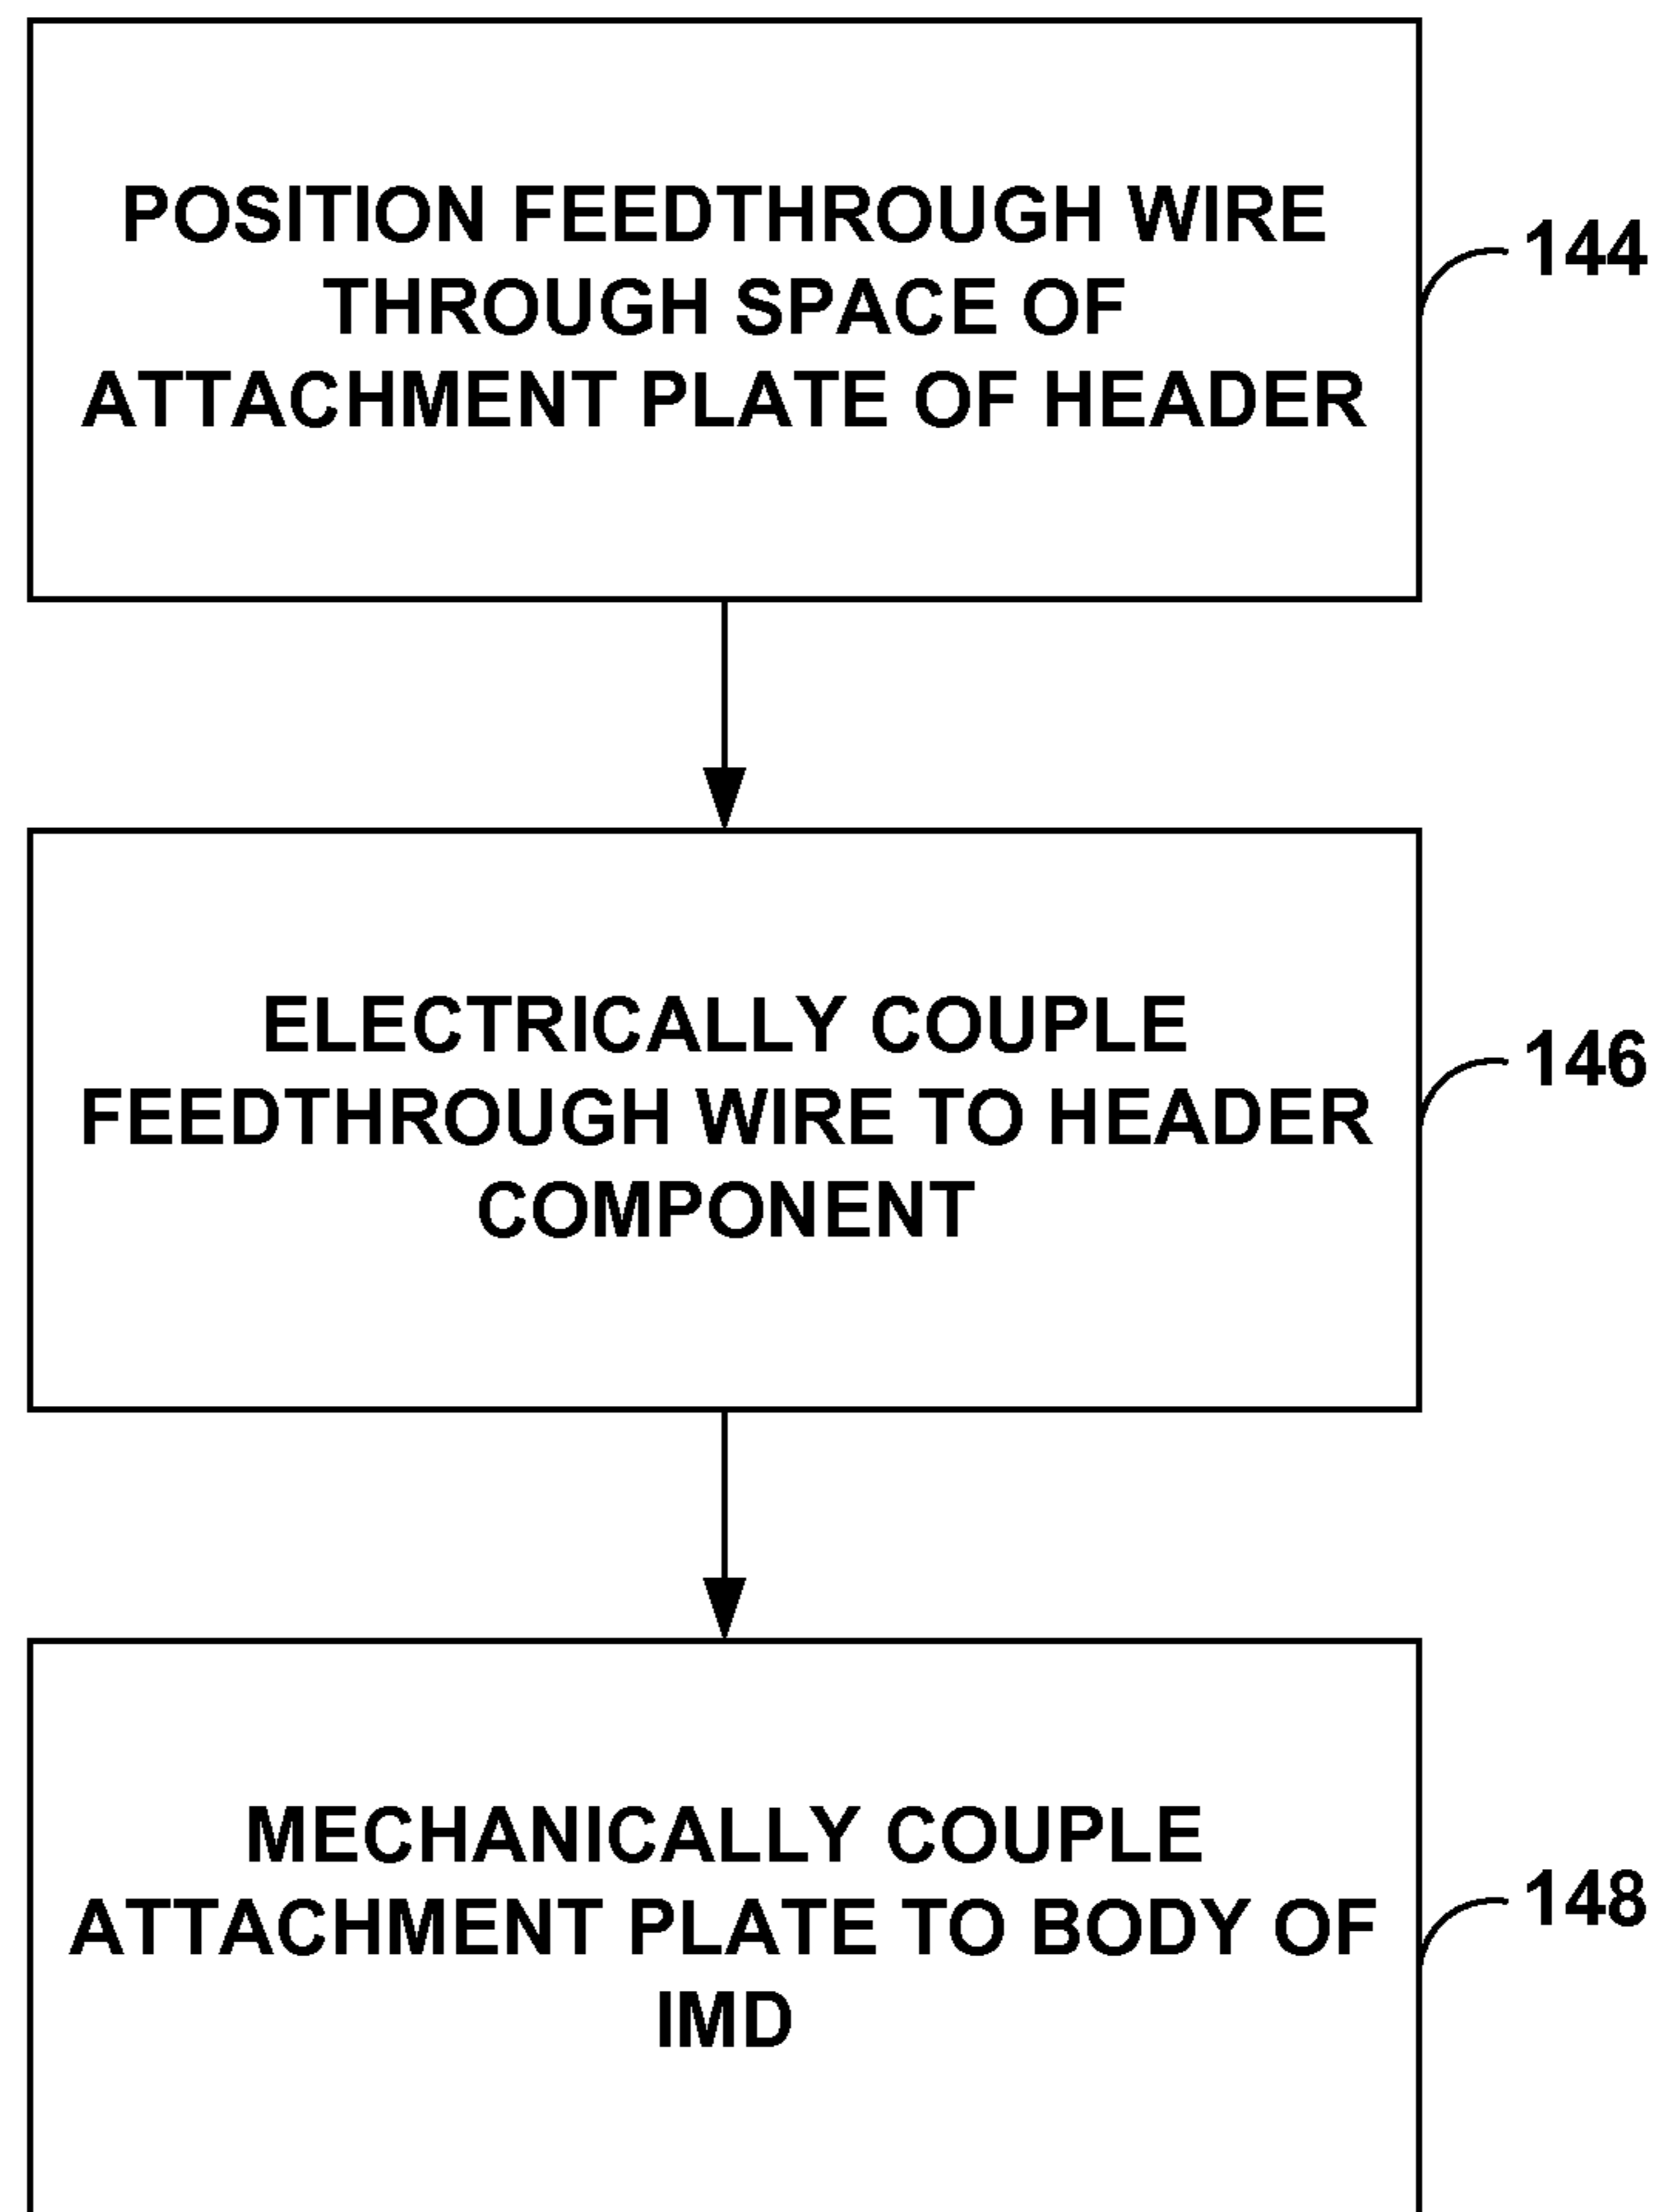 POSITION FEEDTHROUGH WIRE
THROUGH SPACE OF
ATTACHMENT PLATE OF HEADER
144
ELECTRICALLY COUPLE
FEEDTHROUGH WIRE TO HEADER
COMPONENT
146
MECHANICALLY COUPLE
ATTACHMENT PLATE TO BODY OF
IMD
148